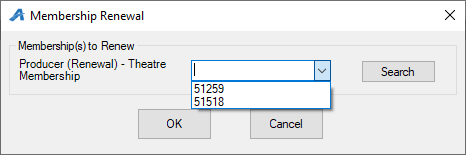 Membership Renewal
Membership(s) to Renew
Producer (Renewal) - Theatre
Membership
Search
51259
51518
OK
Cancel